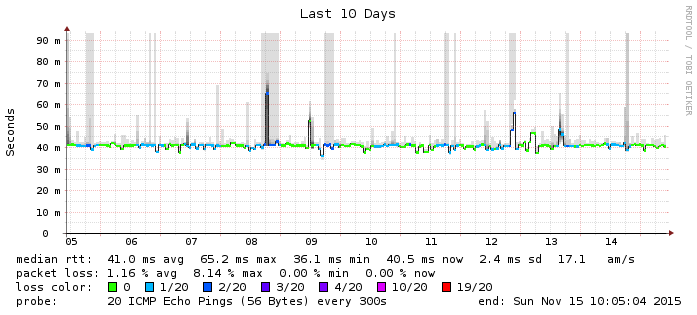 Last 10 Days
RRDTOOL / TOBI OETIKER
Seconds
90 m
80 m
70 m
60 m
50 m
40 m
30 m
20 m
10 m
0
05 06 07 08 09 10 11 12 13 14
median rtt: 41.0 ms avg 65.2 ms max 36.1 ms min 40.5 ms now 2.4 ms sd 17.1 am/s
packet loss: 1.16 % avg 8.14 % max 0.00 % min 0.00 % now
loss color: 0 1/20 2/20 3/20 4/20 10/20 19/20
probe: 20 ICMP Echo Pings (56 Bytes) every 300s end: Sun Nov 15 10:05:04 2015